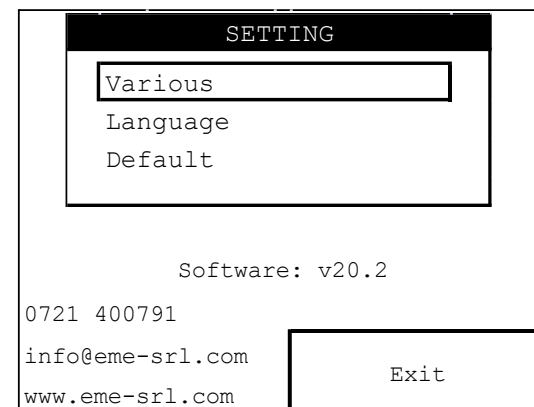 SETTING
Various
Language
Default
Software: v20.2
0721 400791
info@eme-srl.com
Exit
www.eme-srl.com